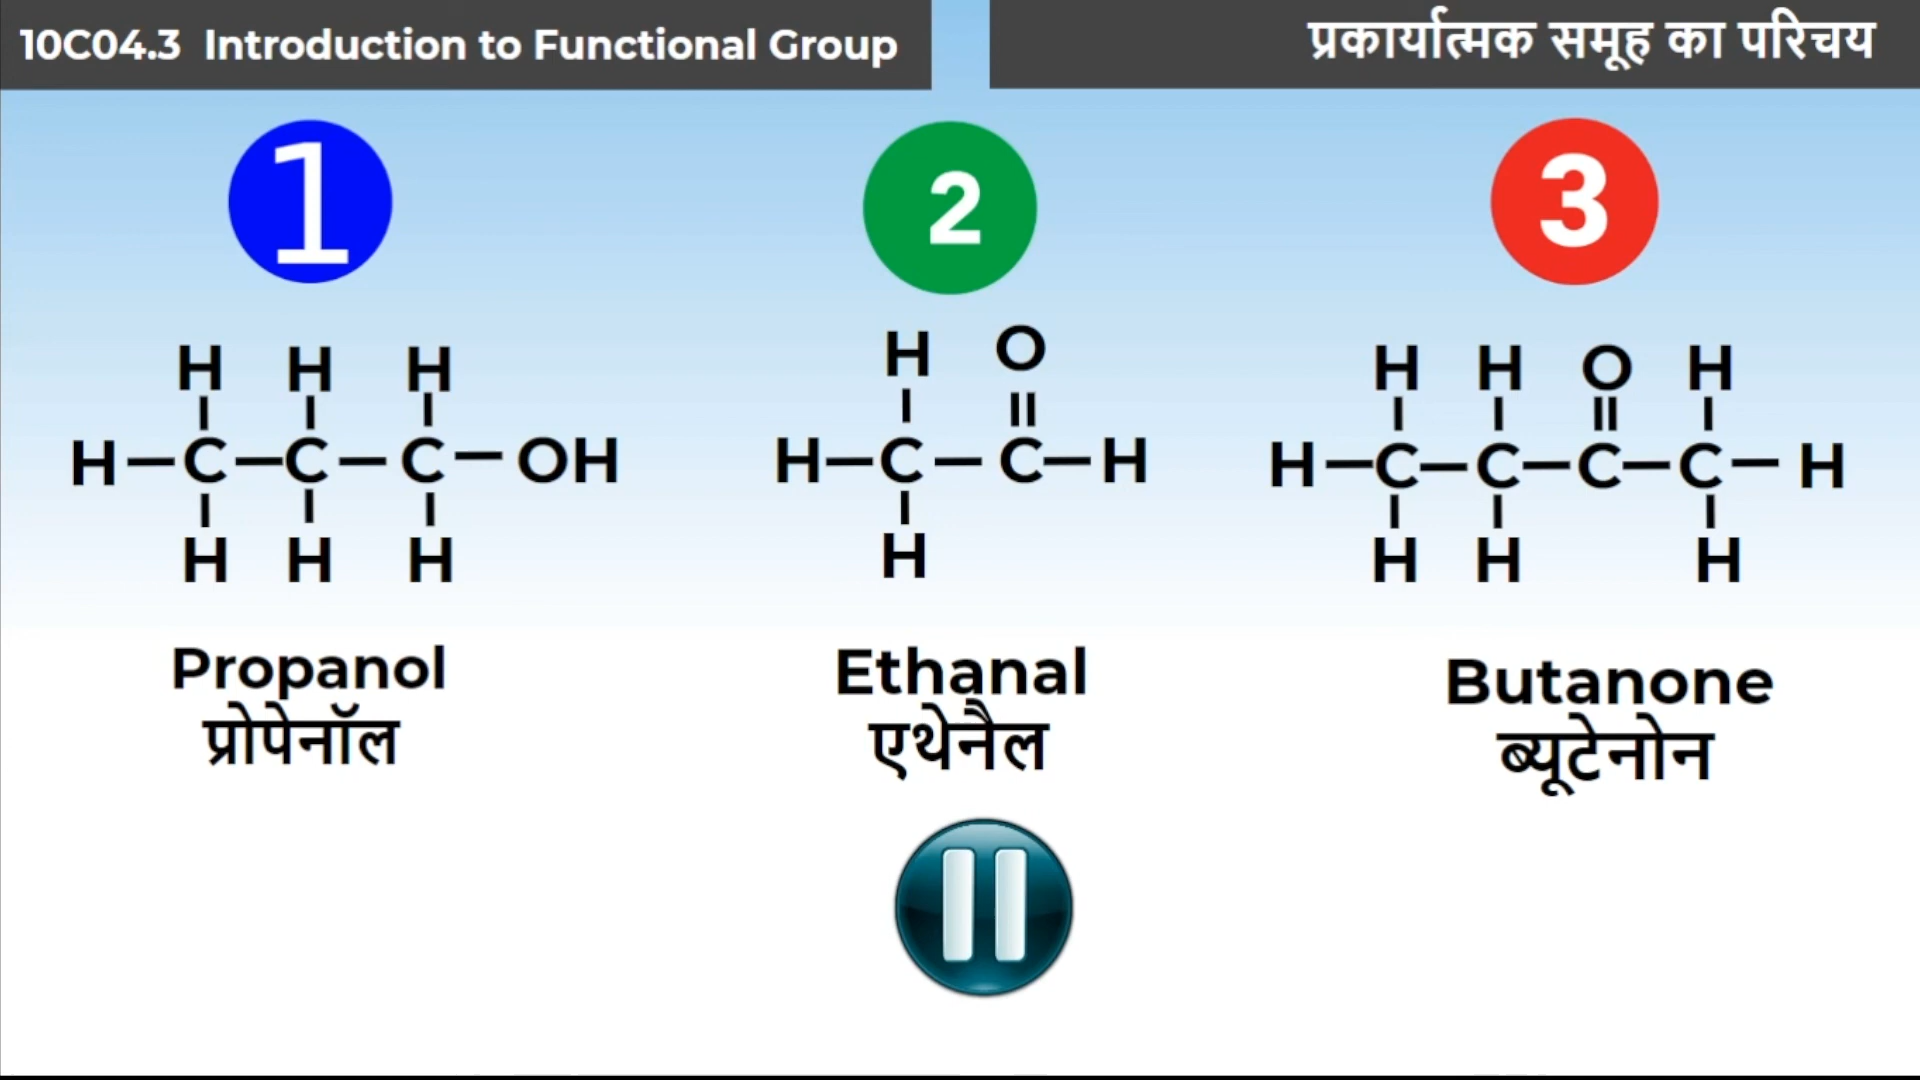 10C04.3 Introduction to Functional Group
प्रकार्यात्मक समूह का परिचय
1
2
3
H H H
H—C—C—C—OH
H H H
H O
H—C—C—H
H
H H O H
H—C—C—C—C—H
H H H
Propanol
प्रोपेनॉल
Ethanal
एथेनैल
Butanone
ब्यूटेनोन